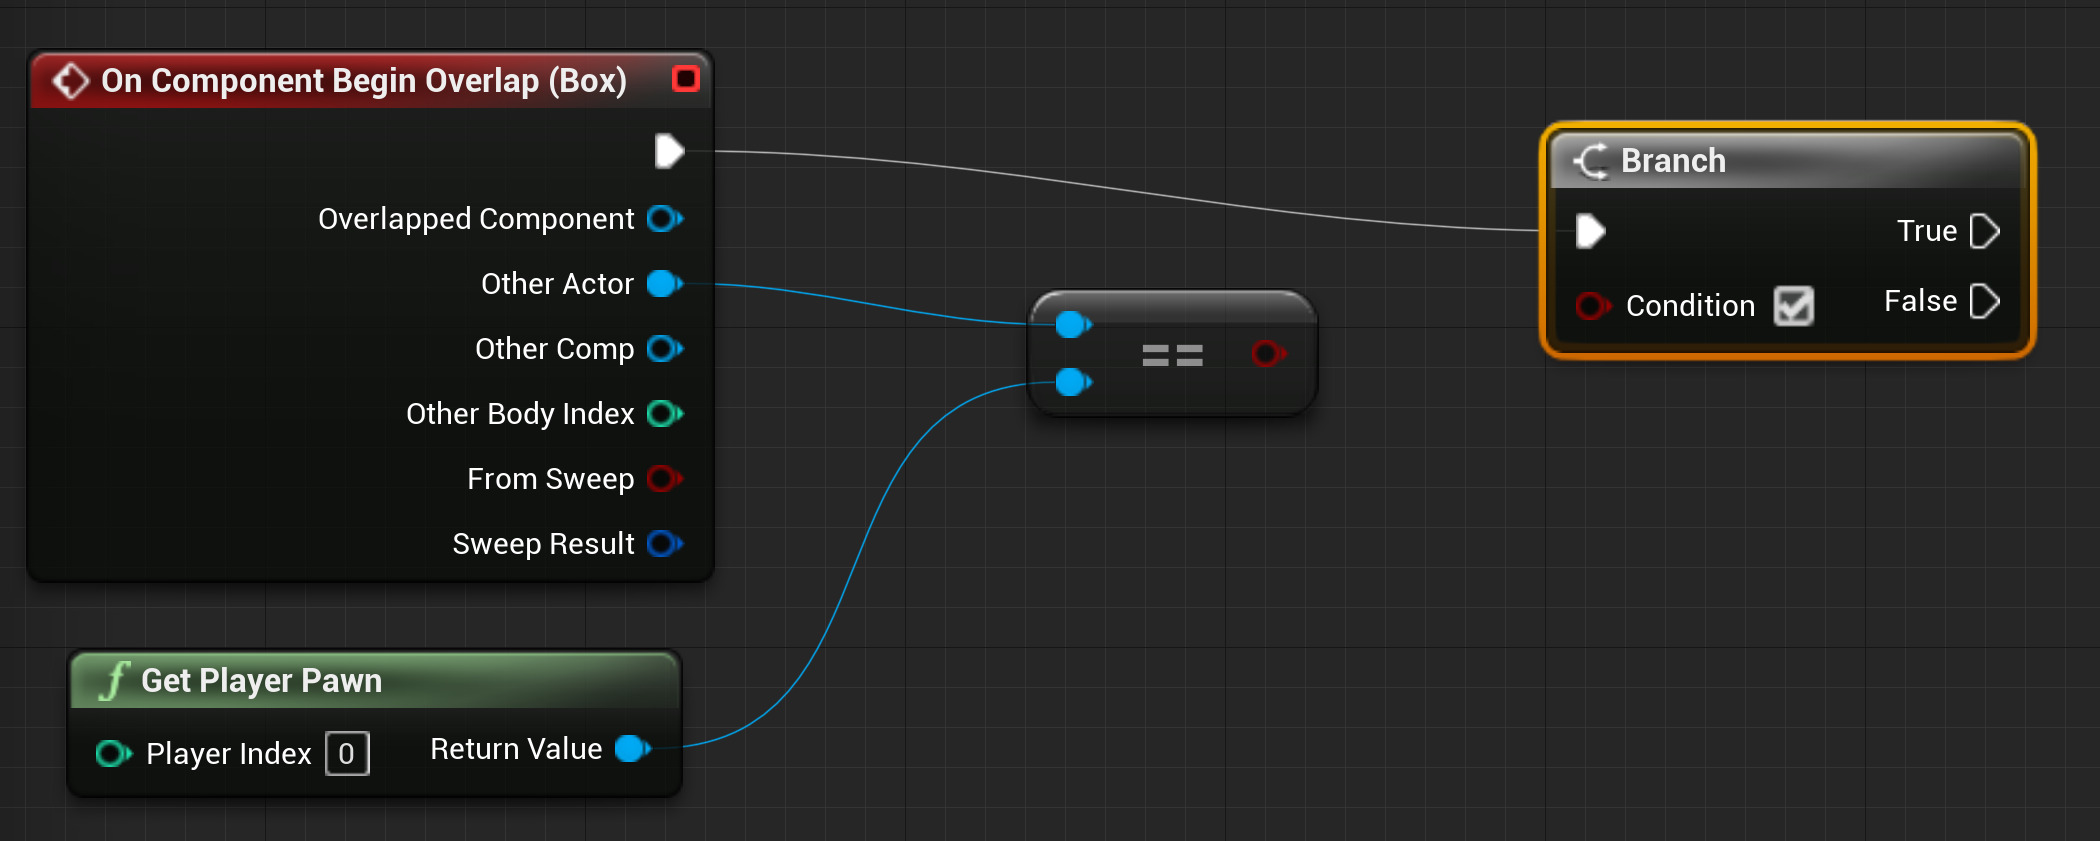 On Component Begin Overlap (Box)
Overlapped Component
Other Actor
Other Comp
Other Body Index
From Sweep
Sweep Result
Get Player Pawn
Player Index 0 Return Value
==
Branch
True
Condition False